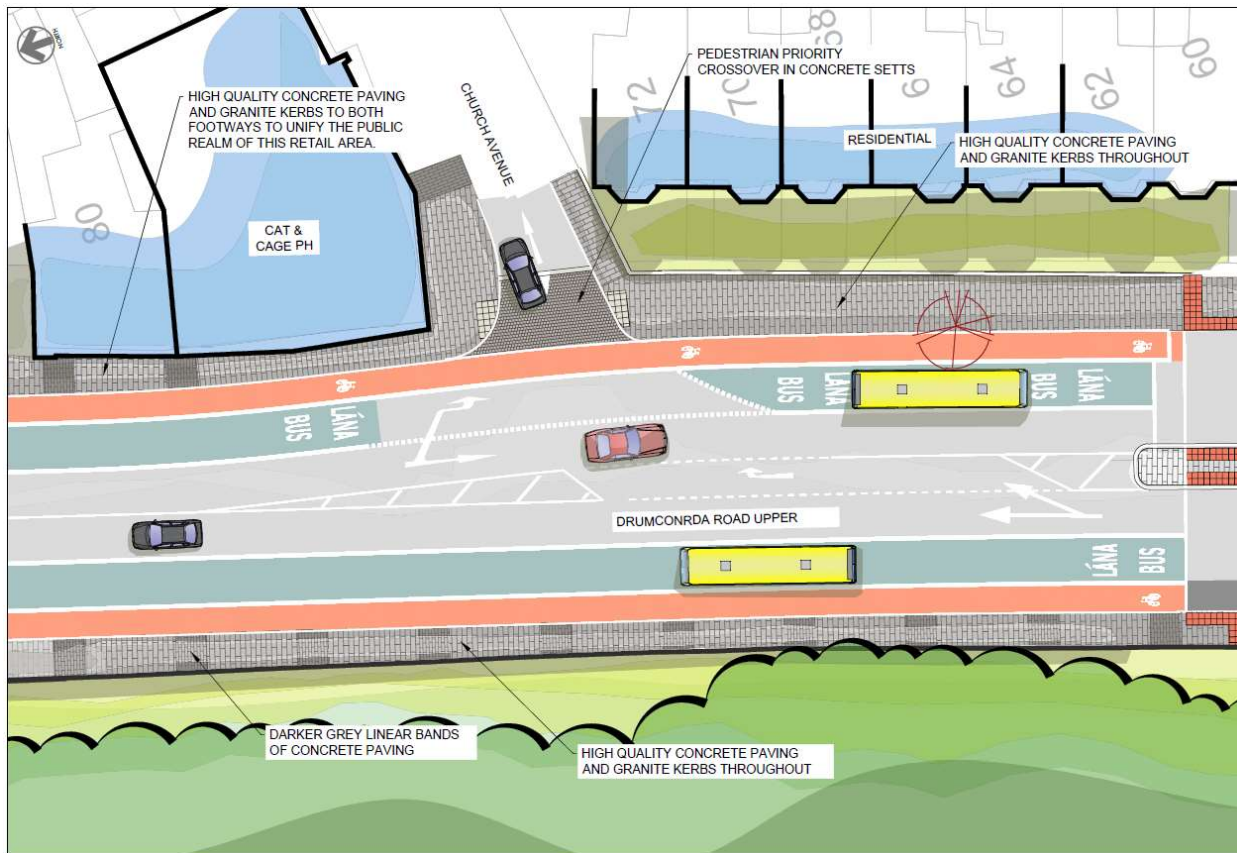 NORTH
HIGH QUALITY CONCRETE PAVING
AND GRANITE KERBS TO BOTH
FOOTWAYS TO UNIFY THE PUBLIC
REALM OF THIS RETAIL AREA.
80
CAT &
CAGE PH
CHURCH AVENUE
PEDESTRIAN PRIORITY
CROSSOVER IN CONCRETE SETTS
72
70
64
62
60
RESIDENTIAL
HIGH QUALITY CONCRETE PAVING
AND GRANITE KERBS THROUGHOUT
LÁNA
BUS
LÁNA
BUS
LÁNA
BUS
DRUMCONRDA ROAD UPPER
LÁNA
BUS
DARKER GREY LINEAR BANDS
OF CONCRETE PAVING
HIGH QUALITY CONCRETE PAVING
AND GRANITE KERBS THROUGHOUT